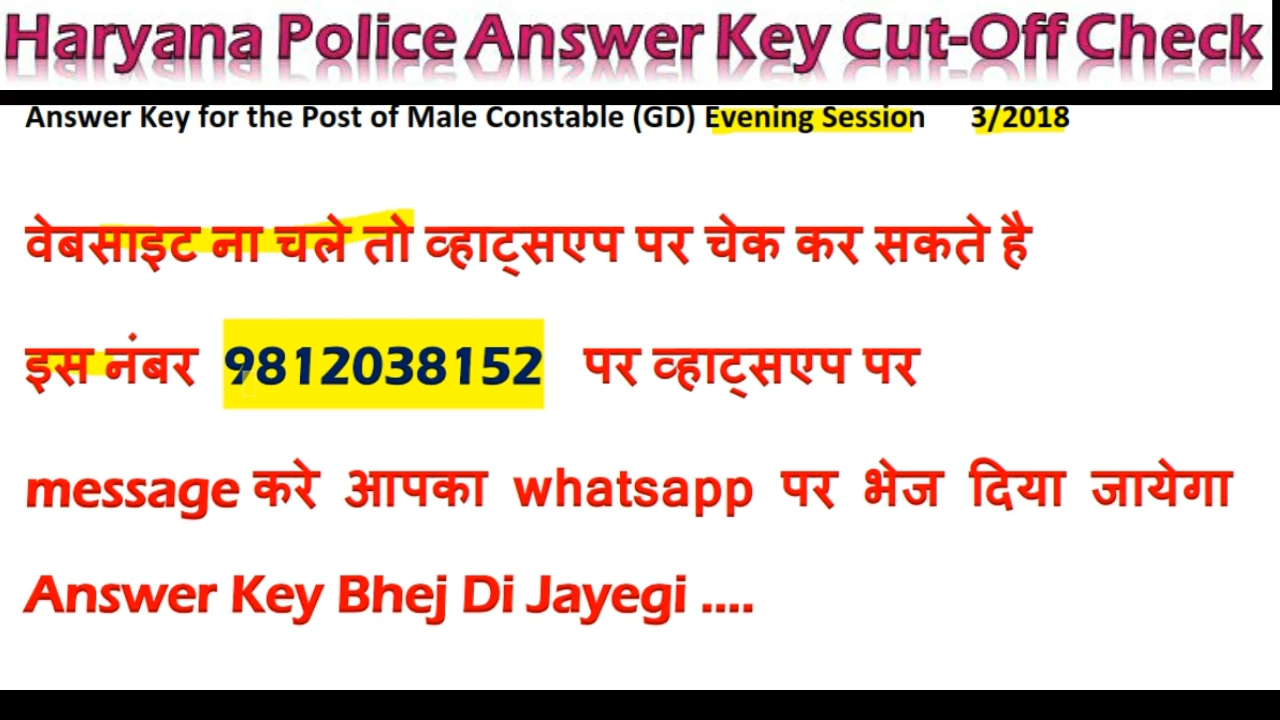 Haryana Police Answer Key Cut-Off Check
Answer Key for the Post of Male Constable (GD) Evening Session 3/2018
वेबसाइट ना चले तो व्हाट्सएप पर चेक कर सकते है
इस नंबर 9812038152 पर व्हाट्सएप पर
message करे आपका whatsapp पर भेज दिया जायेगा
Answer Key Bhej Di Jayegi ....